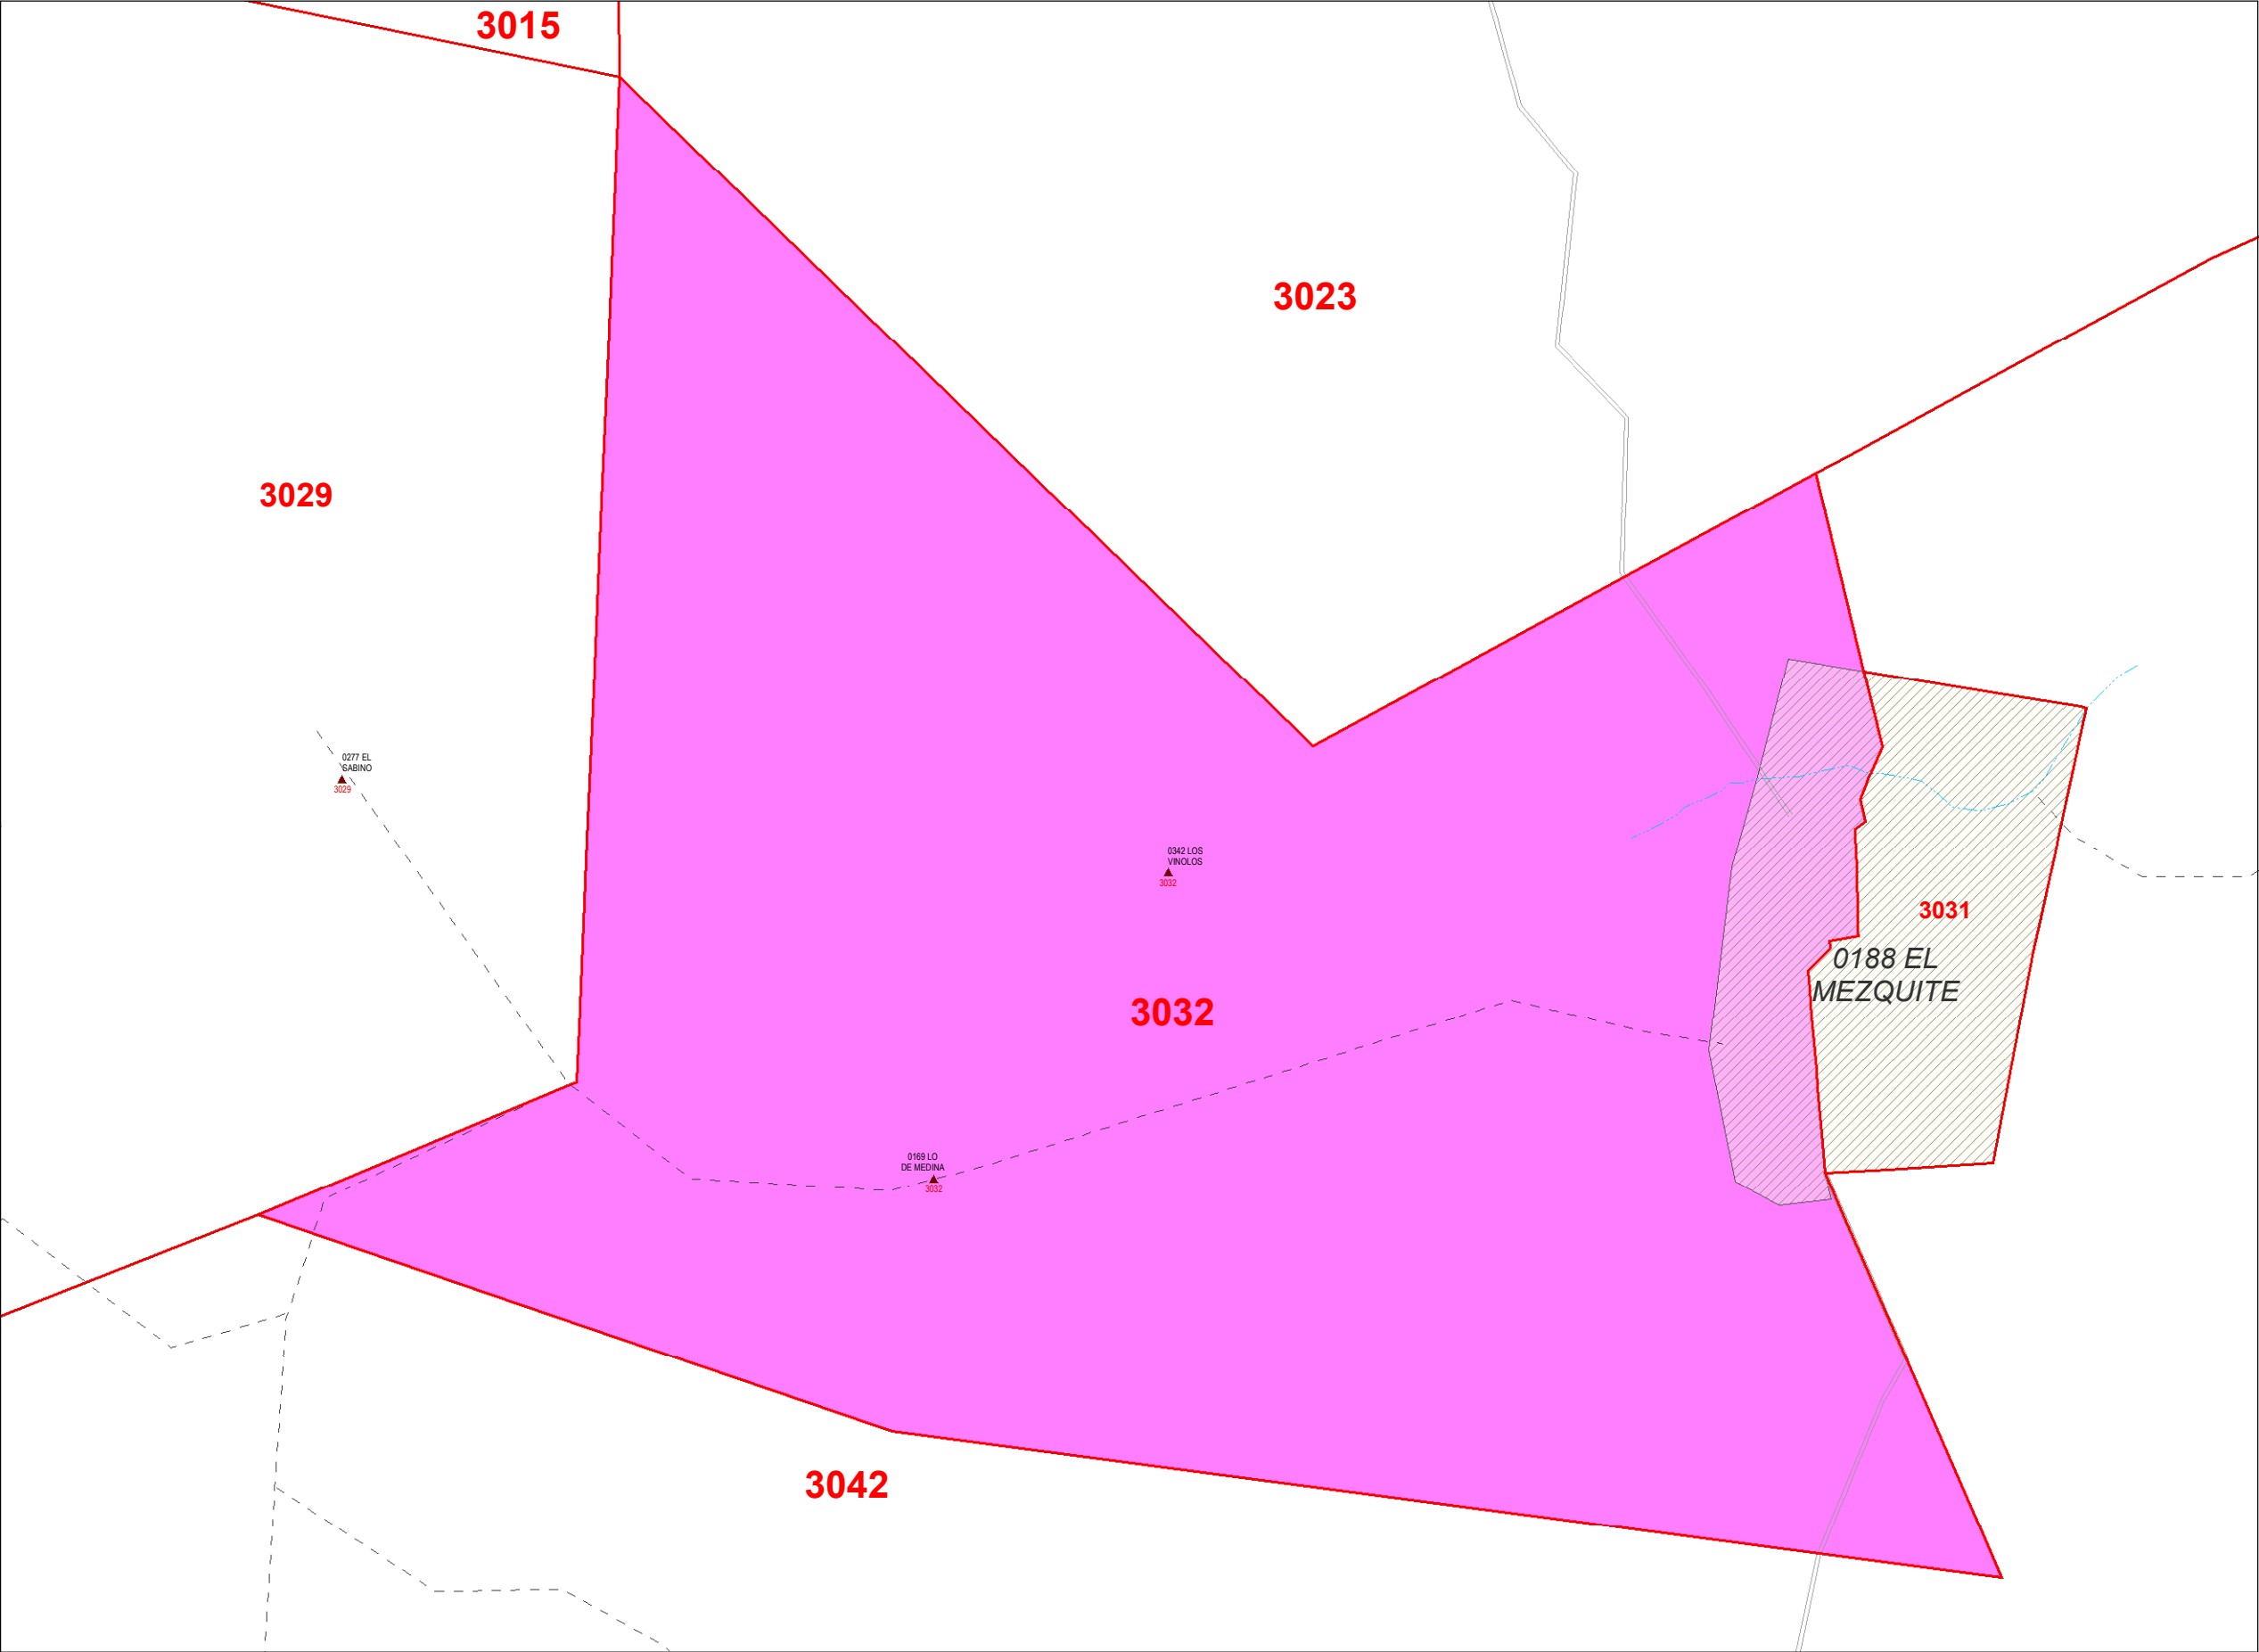 3015
3023
3029
0277 EL
SABINO
3029
0342 LOS
VINOLOS
3032
3031
0188 EL
MEZQUITE
3032
0169 LO
DE MEDINA
3032
3042